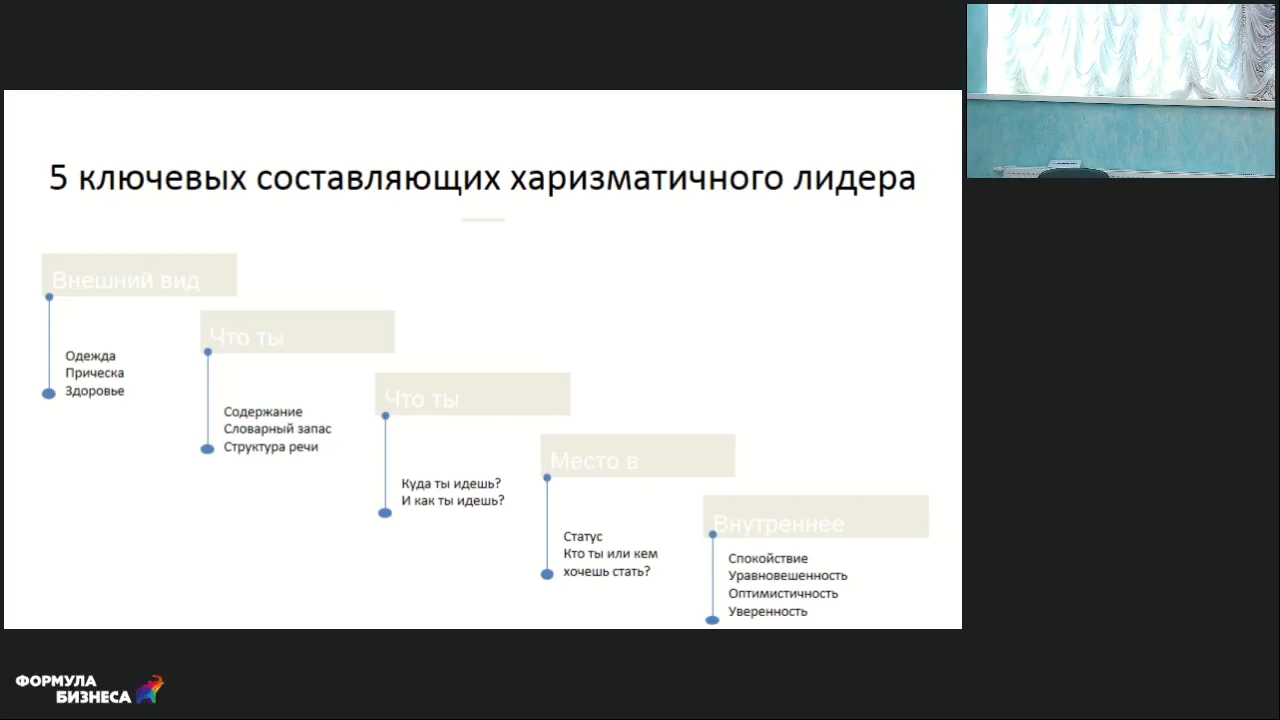 5 ключевых составляющих харизматичного лидера
Внешний вид
Одежда
Прическа
Здоровье
Что ты
Содержание
Словарный запас
Структура речи
Что ты
Куда ты идешь?
И как ты идешь?
Место в
Статус
Кто ты или кем
хочешь стать?
Внутреннее
Спокойствие
Уравновешенность
Оптимистичность
Уверенность
ФОРМУЛА
БИЗНЕСА